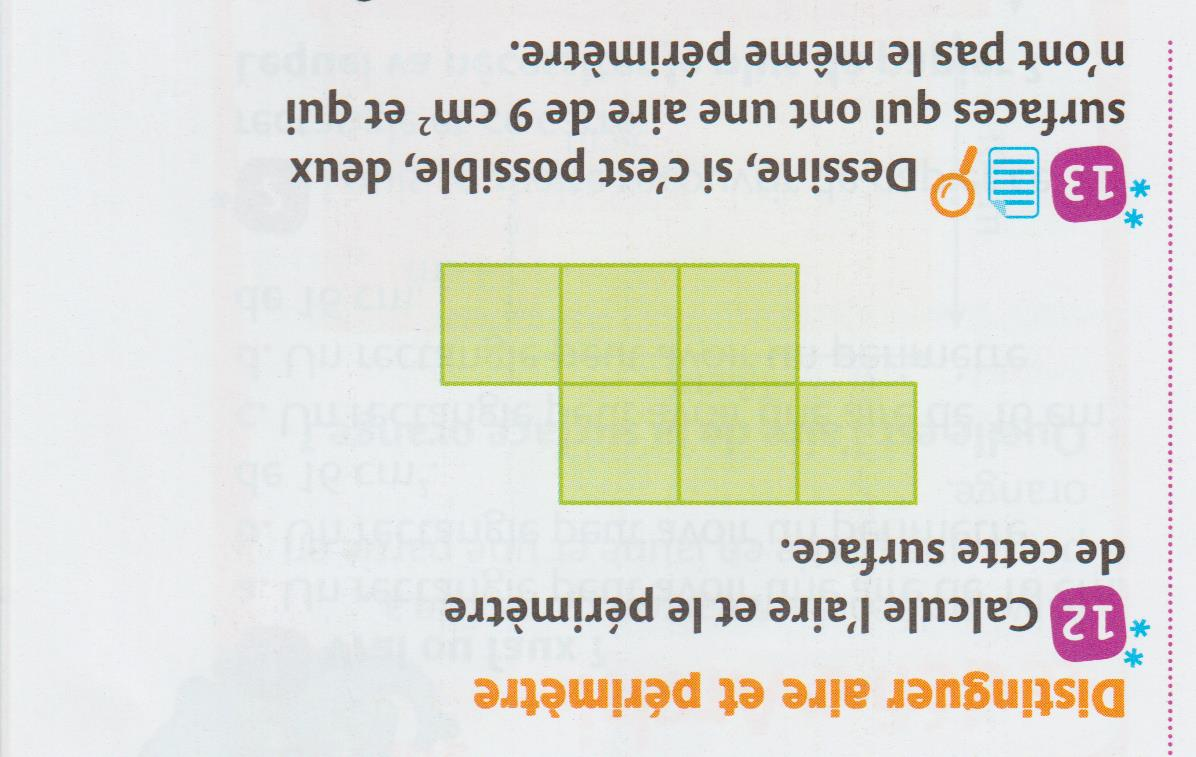 Distinguer aire et périmètre
12 Calcule l'aire et le périmètre
de cette surface.
13 Dessine, si c'est possible, deux
surfaces qui ont une aire de 9 cm² et qui
n'ont pas le même périmètre.